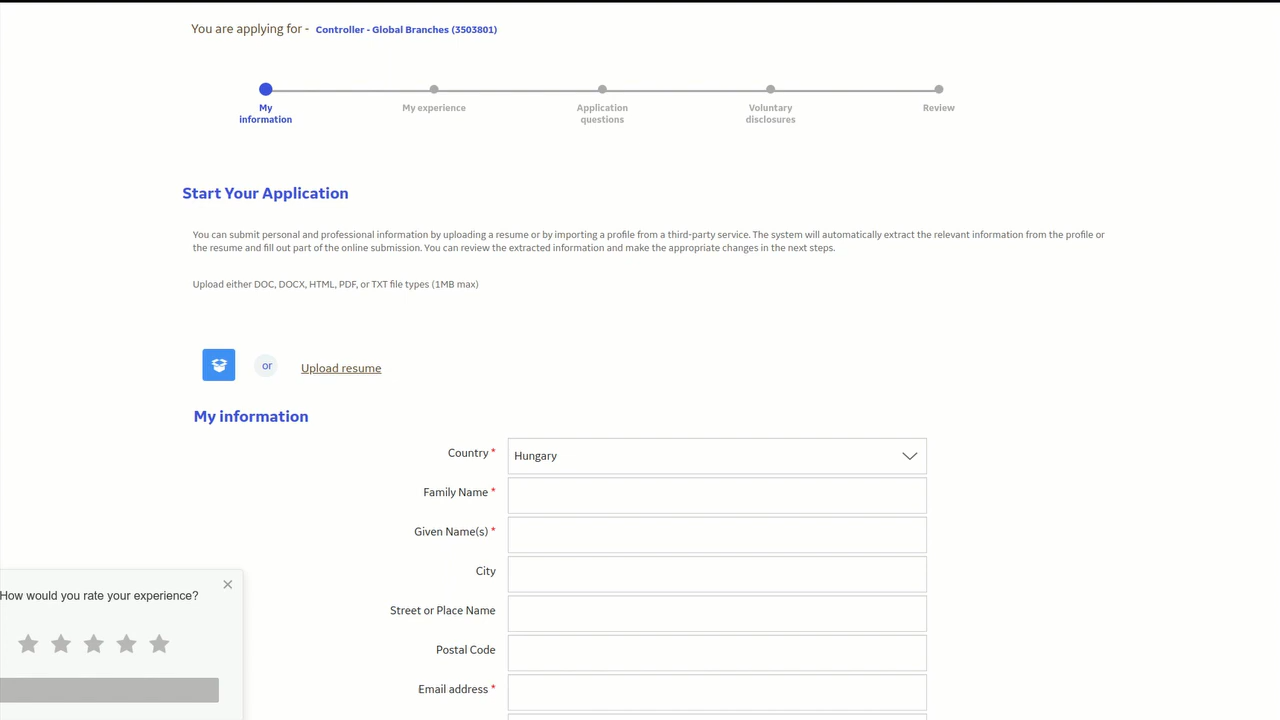 You are applying for - Controller - Global Branches (3503801)
My information
My experience
Application questions
Voluntary disclosures
Review
Start Your Application
You can submit personal and professional information by uploading a resume or by importing a profile from a third-party service. The system will automatically extract the relevant information from the profile or
the resume and fill out part of the online submission. You can review the extracted information and make the appropriate changes in the next steps.
Upload either DOC, DOCX, HTML, PDF, or TXT file types (1MB max)
or Upload resume
My information
Country *
Hungary
Family Name *
Given Name(s) *
City
Street or Place Name
Postal Code
Email address *
How would you rate your experience?